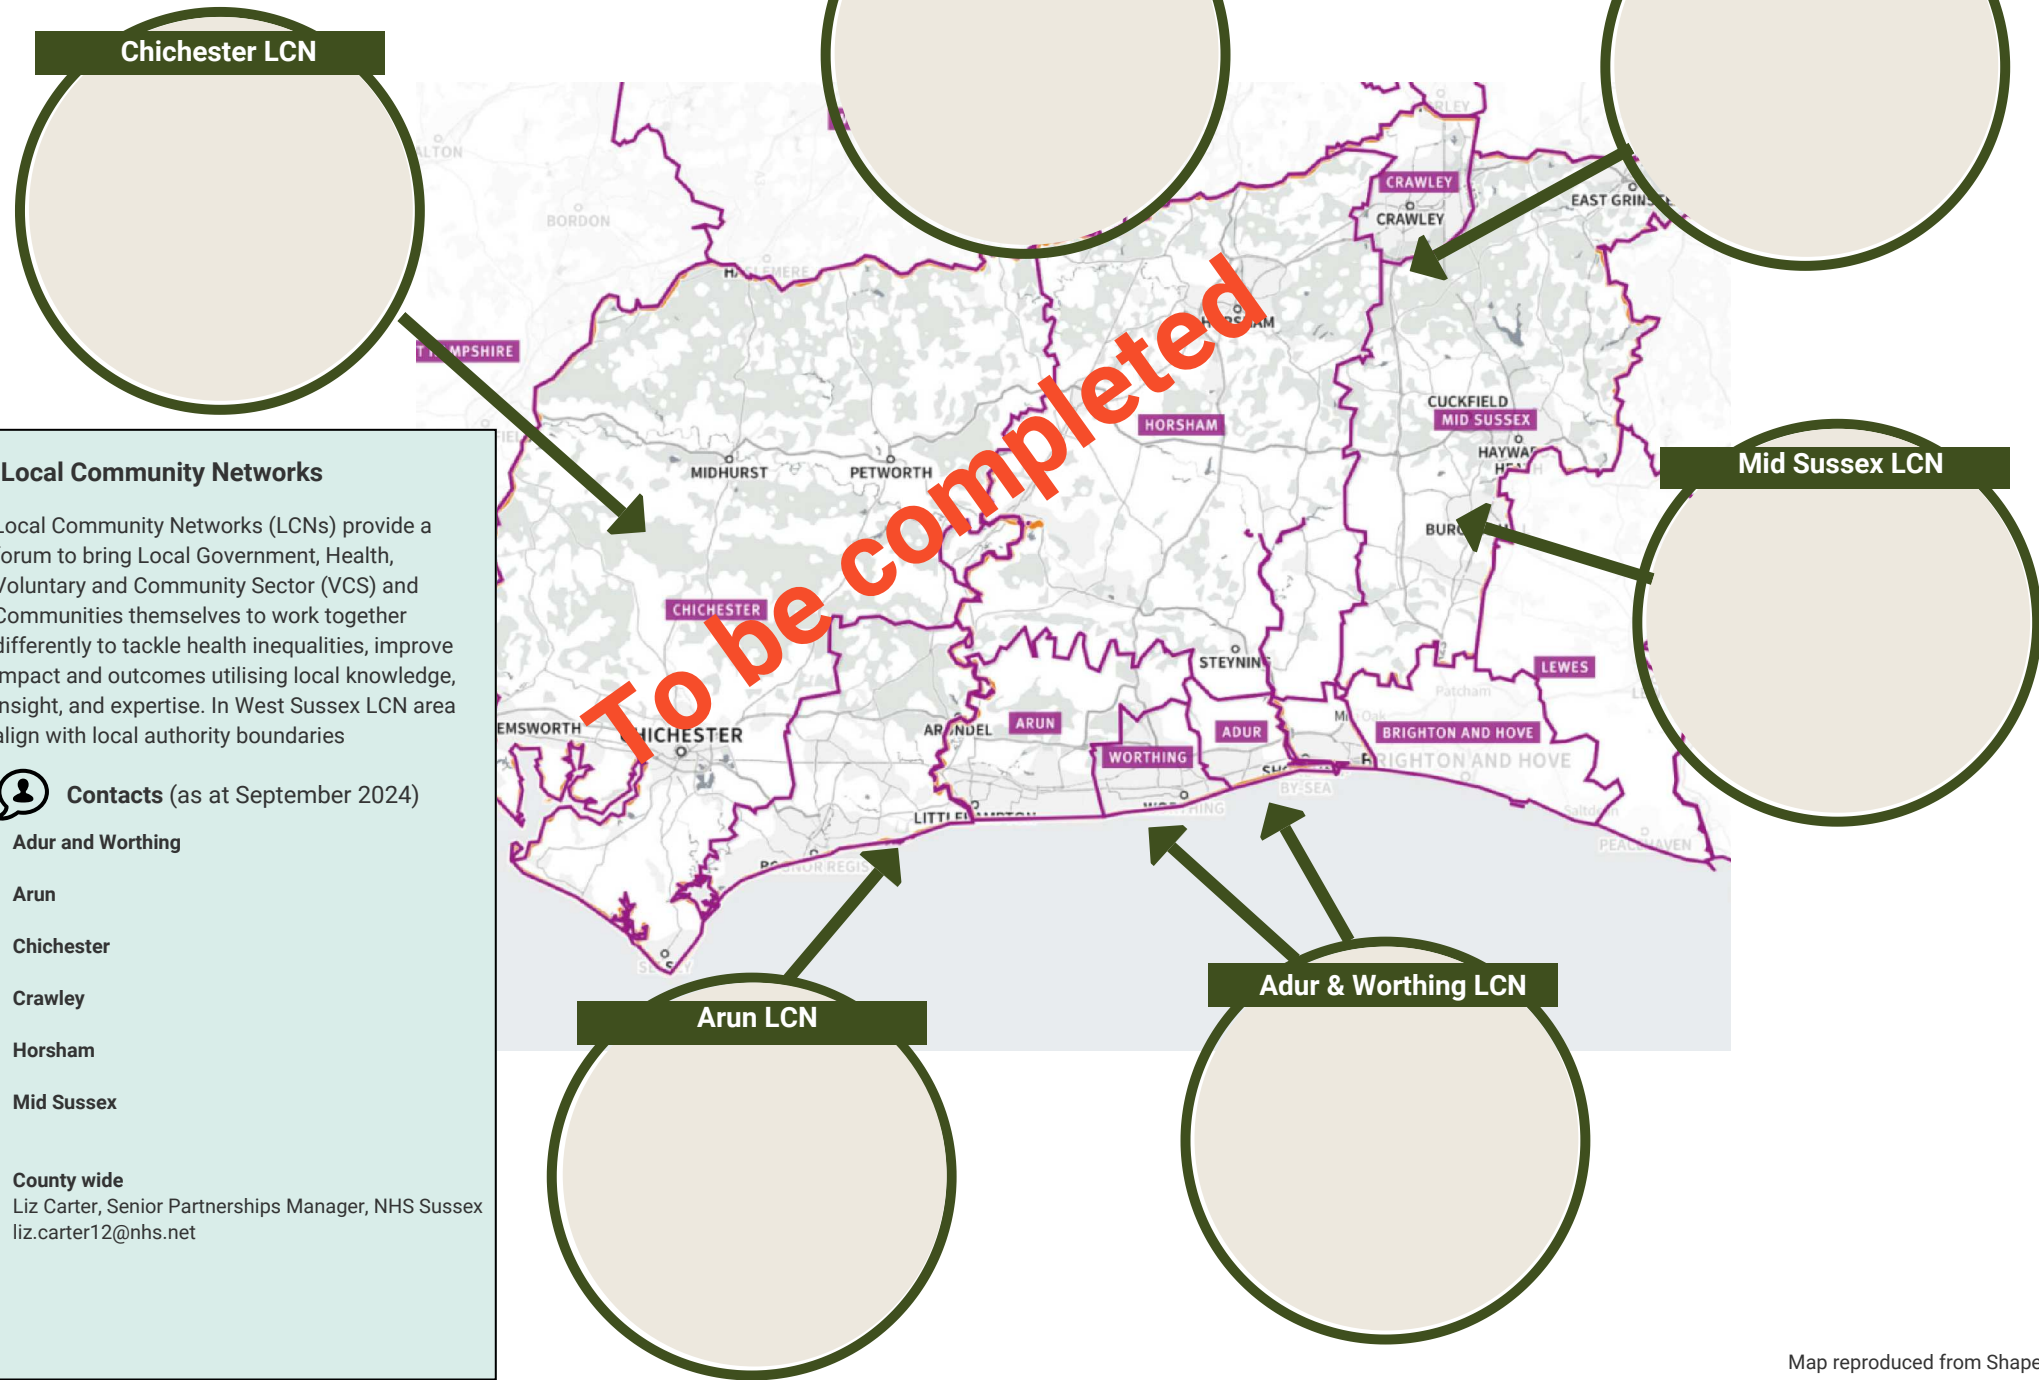 Chichester LCN
ALTON
BORDON
CRAWLEY
CRAWLEY
MIDHURST
PETWORTH
HORSHAM
CUCKFIELD
MID SUSSEX
Mid Sussex LCN
To be completed
CHICHESTER
STEYNING
LEWES
Patcham
EMSWORTH
ARUN
ADUR
WORTHING
BRIGHTON AND HOVE
BRIGHTON AND HOVE
BY-SEA
PEACEHAVEN
Arun LCN
Adur & Worthing LCN
Local Community Networks
Local Community Networks (LCNs) provide a
forum to bring Local Government, Health,
Voluntary and Community Sector (VCS) and
Communities themselves to work together
differently to tackle health inequalities, improve
impact and outcomes utilising local knowledge,
insight, and expertise. In West Sussex LCN area
align with local authority boundaries
Contacts (as at September 2024)
Adur and Worthing
Arun
Chichester
Crawley
Horsham
Mid Sussex
County wide
Liz Carter, Senior Partnerships Manager, NHS Sussex
liz.carter12@nhs.net
Map reproduced from Shape